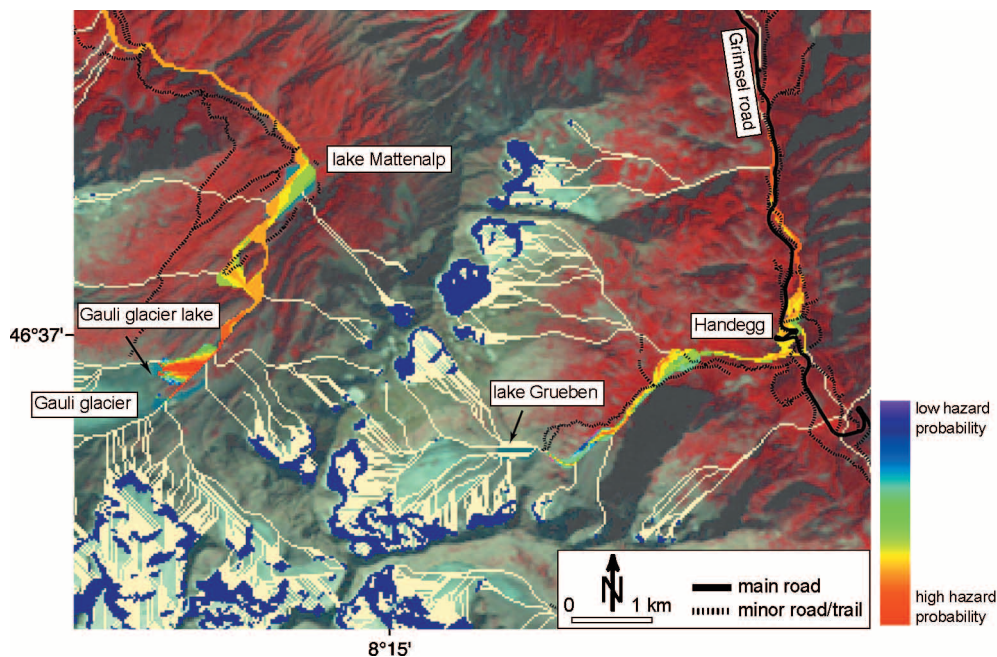 Grimsel road
lake Mattenalp
Gauli glacier lake
46°37'
Handegg
Gauli glacier
lake Grueben
low hazard
probability
N
0 1 km
main road
minor road/trail
high hazard
probability
8°15'